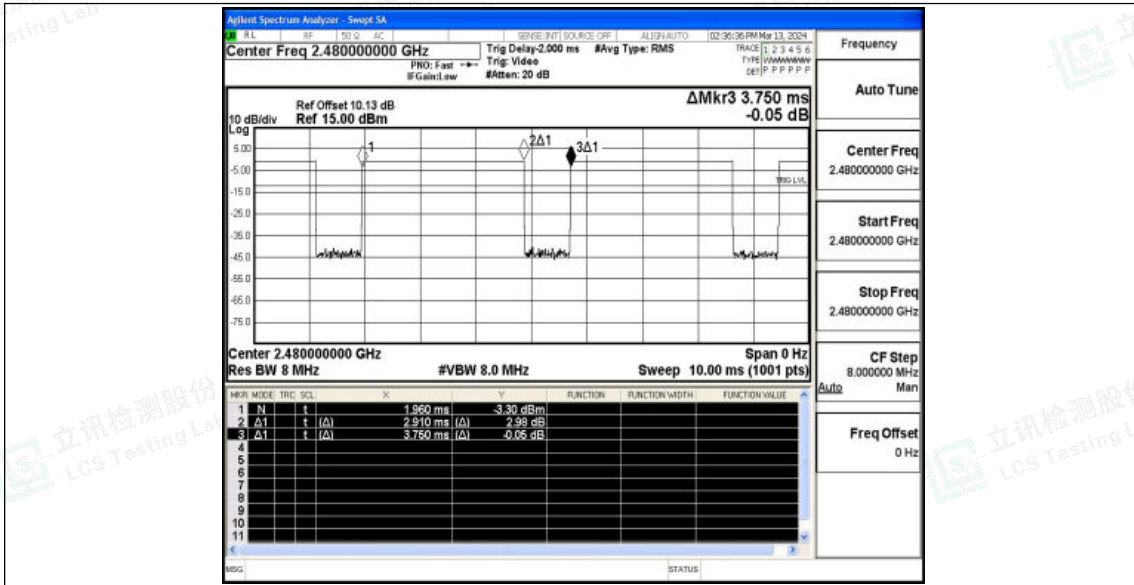 Agilent Spectrum Analyzer - Swept SA
RL RF 50 Ω AC SENSE:INT SOURCE OFF ALIGN AUTO 02:36:36 PM Mar 13, 2024
Center Freq 2.480000000 GHz
PNO: Fast
IFGain:Low
Trig Delay-2.000 ms #Avg Type: RMS
Trig: Video
#Atten: 20 dB
TRACE 1 2 3 4 5 6
TYPE WWWWWW
DET P P P P P P
Frequency
Auto Tune
Center Freq
2.480000000 GHz
Start Freq
2.480000000 GHz
Stop Freq
2.480000000 GHz
CF Step
8.000000 MHz
Auto Man
Freq Offset
0 Hz
ΔMkr3 3.750 ms
-0.05 dB
Ref Offset 10.13 dB
10 dB/div Ref 15.00 dBm
Log
5.00
-5.00
-15.0
-25.0
-35.0
-45.0
-55.0
-65.0
-75.0
1
2Δ1
3Δ1
TRIG LVL
Center 2.480000000 GHz Span 0 Hz
Res BW 8 MHz #VBW 8.0 MHz Sweep 10.00 ms (1001 pts)
MKR MODE TRC SCL X Y FUNCTION FUNCTION WIDTH FUNCTION VALUE
1 N t 1.960 ms -3.30 dBm
2 Δ1 t (Δ) 2.910 ms (Δ) 2.98 dB
3 Δ1 t (Δ) 3.750 ms (Δ) -0.05 dB
4
5
6
7
8
9
10
11
MSG STATUS
立讯检测股份
LCS Testing Lab